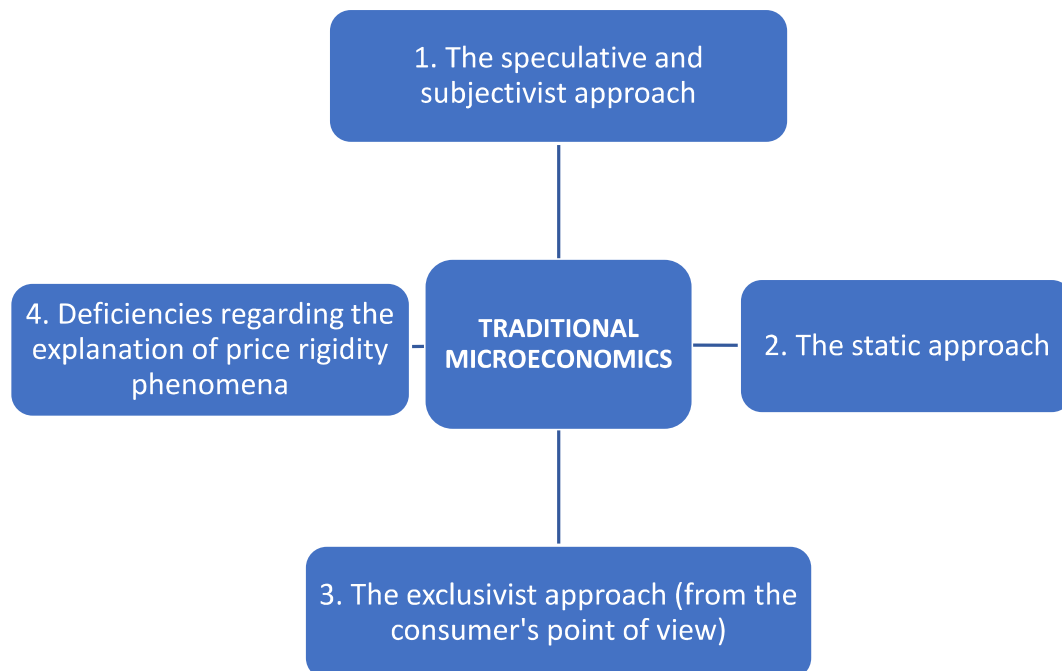 1. The speculative and
subjectivist approach
4. Deficiencies regarding the
explanation of price rigidity
phenomena
TRADITIONAL
MICROECONOMICS
2. The static approach
3. The exclusivist approach (from the
consumer's point of view)